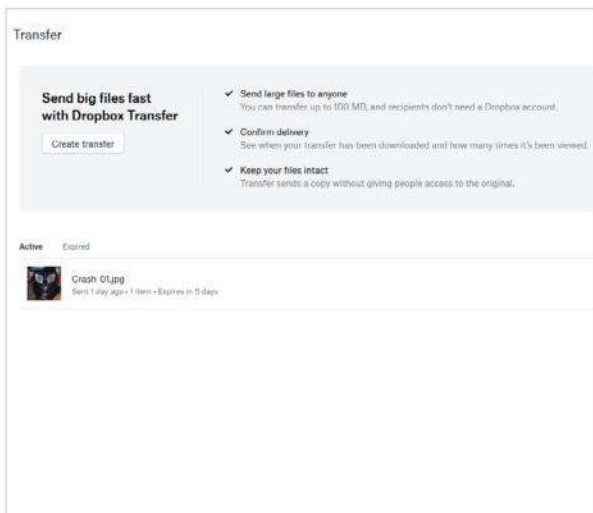 Transfer
Send big files fast
with Dropbox Transfer
Create transfer
✔ Send large files to anyone
You can transfer up to 100 MB, and recipients don't need a Dropbox account.
✔ Confirm delivery
See when your transfer has been downloaded and how many times it's been viewed.
✔ Keep your files intact
Transfer sends a copy without giving people access to the original.
Active Expired
Crash 01.jpg
Sent 1 day ago • 1 item • Expires in 5 days